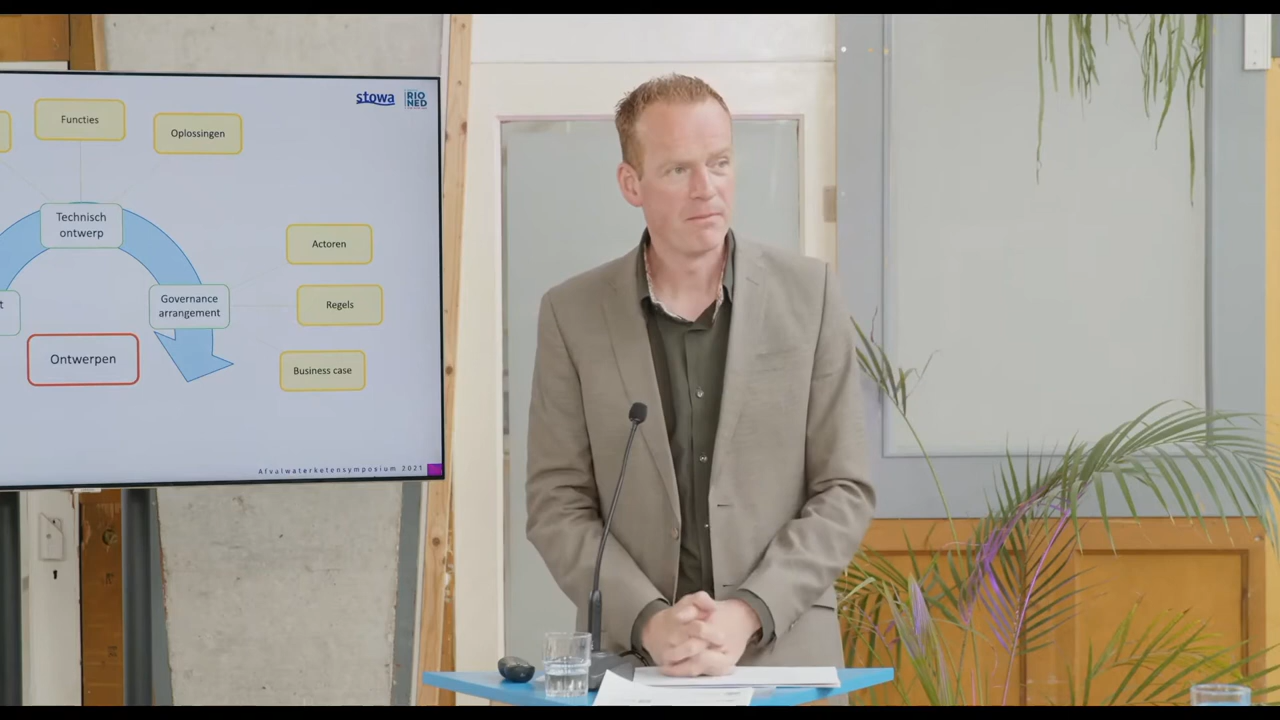 stowa
RIO
NED
Functies
Oplossingen
Technisch
ontwerp
Actoren
Governance
arrangement
Regels
t
Ontwerpen
Business case
Afvalwaterketensymposium 2021